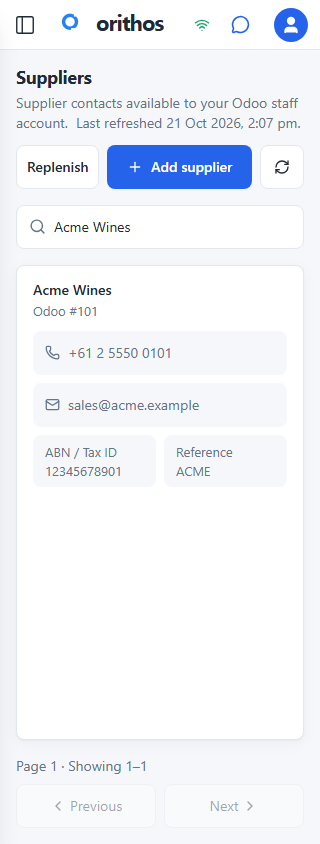 orithos
Suppliers
Supplier contacts available to your Odoo staff
account. Last refreshed 21 Oct 2026, 2:07 pm.
Replenish
Add supplier
Acme Wines
Acme Wines
Odoo #101
+61 2 5550 0101
sales@acme.example
ABN / Tax ID
12345678901
Reference
ACME
Page 1 · Showing 1–1
Previous
Next